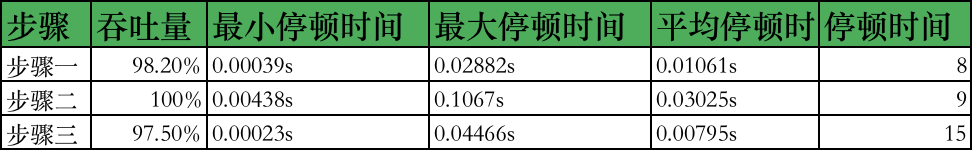 步骤 吞吐量 最小停顿时间 最大停顿时间 平均停顿时 停顿时间
步骤一 98.20% 0.00039s 0.02882s 0.01061s 8
步骤二 100% 0.00438s 0.1067s 0.03025s 9
步骤三 97.50% 0.00023s 0.04466s 0.00795s 15